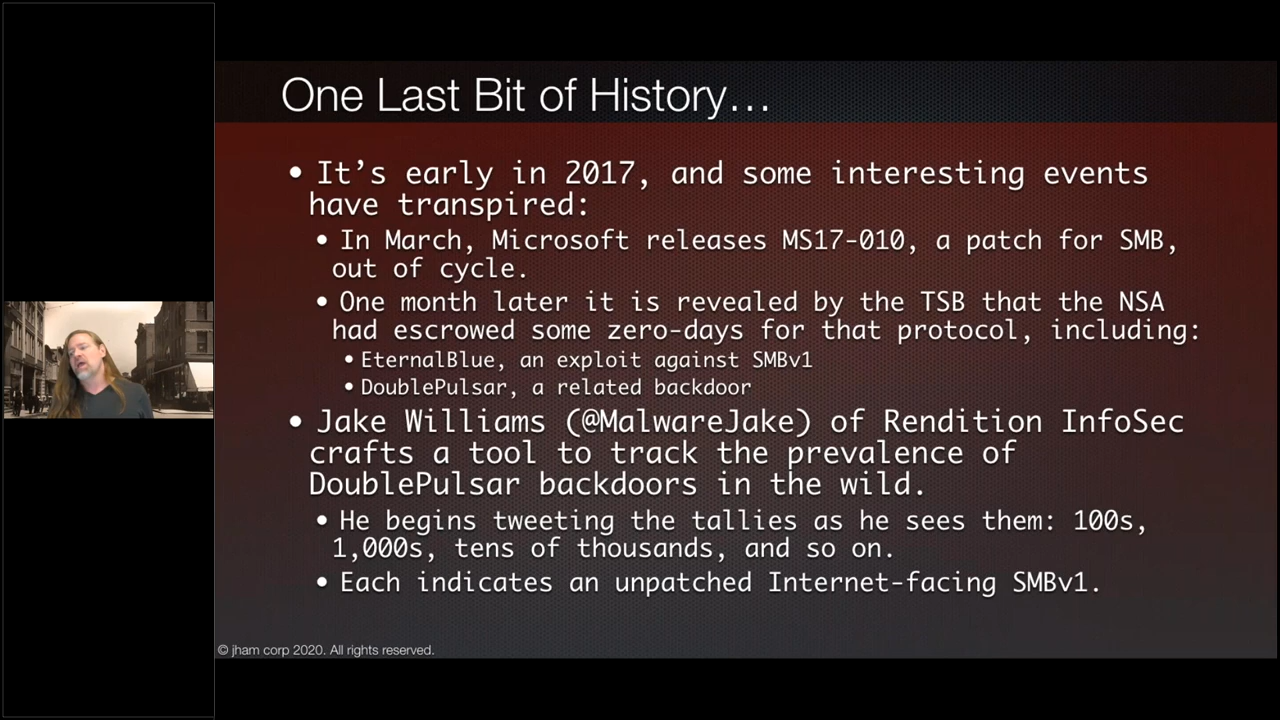 One Last Bit of History…
• It’s early in 2017, and some interesting events
have transpired:
• In March, Microsoft releases MS17-010, a patch for SMB,
out of cycle.
• One month later it is revealed by the TSB that the NSA
had escrowed some zero-days for that protocol, including:
• EternalBlue, an exploit against SMBv1
• DoublePulsar, a related backdoor
• Jake Williams (@MalwareJake) of Rendition InfoSec
crafts a tool to track the prevalence of
DoublePulsar backdoors in the wild.
• He begins tweeting the tallies as he sees them: 100s,
1,000s, tens of thousands, and so on.
• Each indicates an unpatched Internet-facing SMBv1.
© jham corp 2020. All rights reserved.